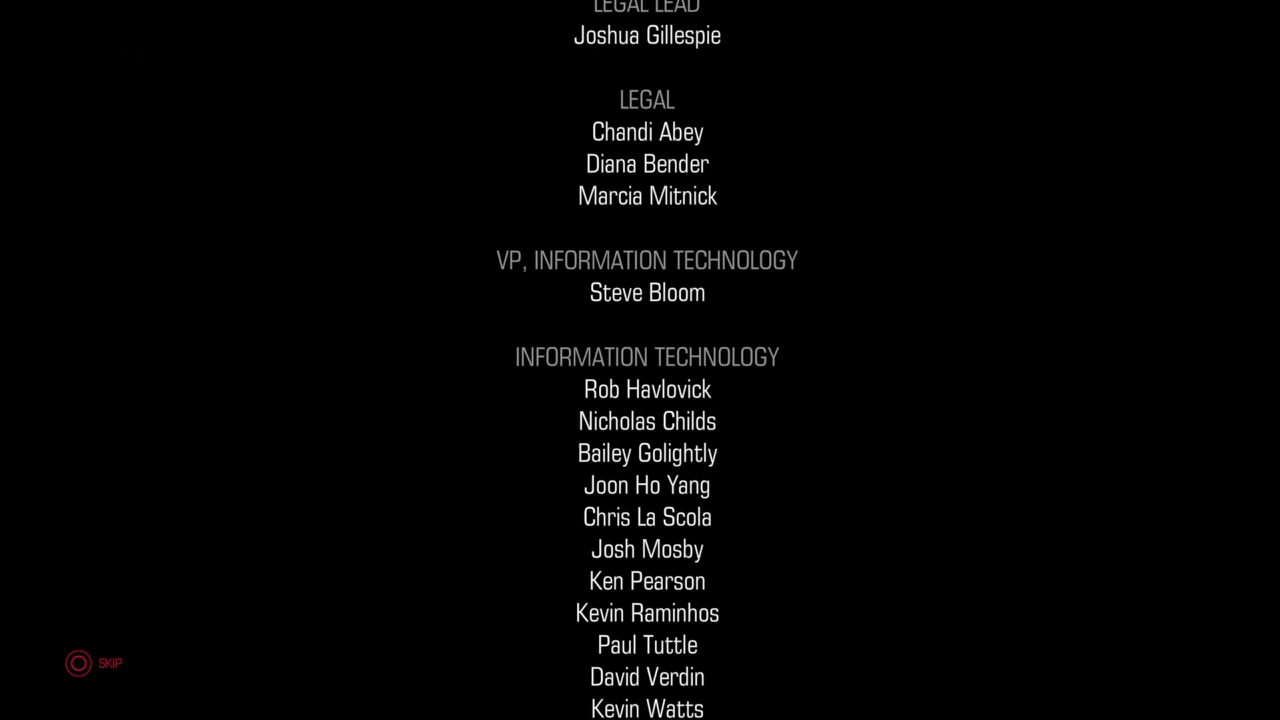 LEGAL LEAD
Joshua Gillespie
LEGAL
Chandi Abey
Diana Bender
Marcia Mitnick
VP, INFORMATION TECHNOLOGY
Steve Bloom
INFORMATION TECHNOLOGY
Rob Havlovick
Nicholas Childs
Bailey Golightly
Joon Ho Yang
Chris La Scola
Josh Mosby
Ken Pearson
Kevin Raminhos
Paul Tuttle
David Verdin
Kevin Watts
SKIP